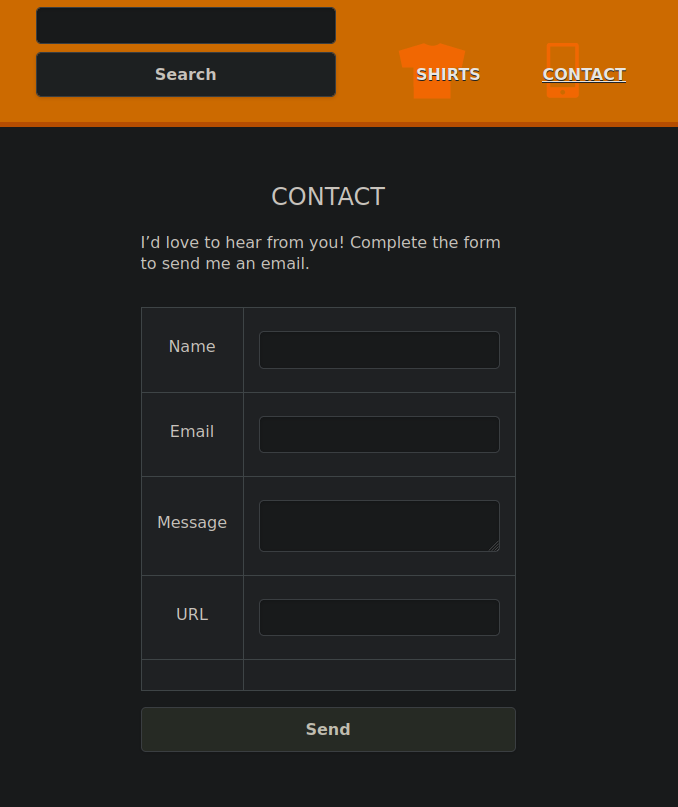 Search
SHIRTS
CONTACT
CONTACT
I’d love to hear from you! Complete the form
to send me an email.
Name
Email
Message
URL
Send